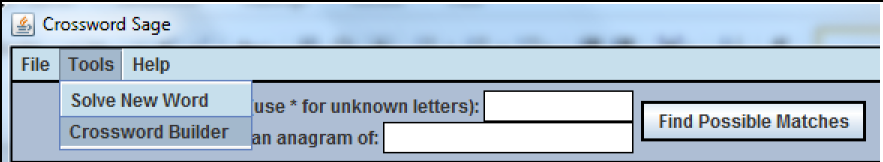 Crossword Sage
File Tools Help
Solve New Word
use * for unknown letters):
Find Possible Matches
Crossword Builder
an anagram of: